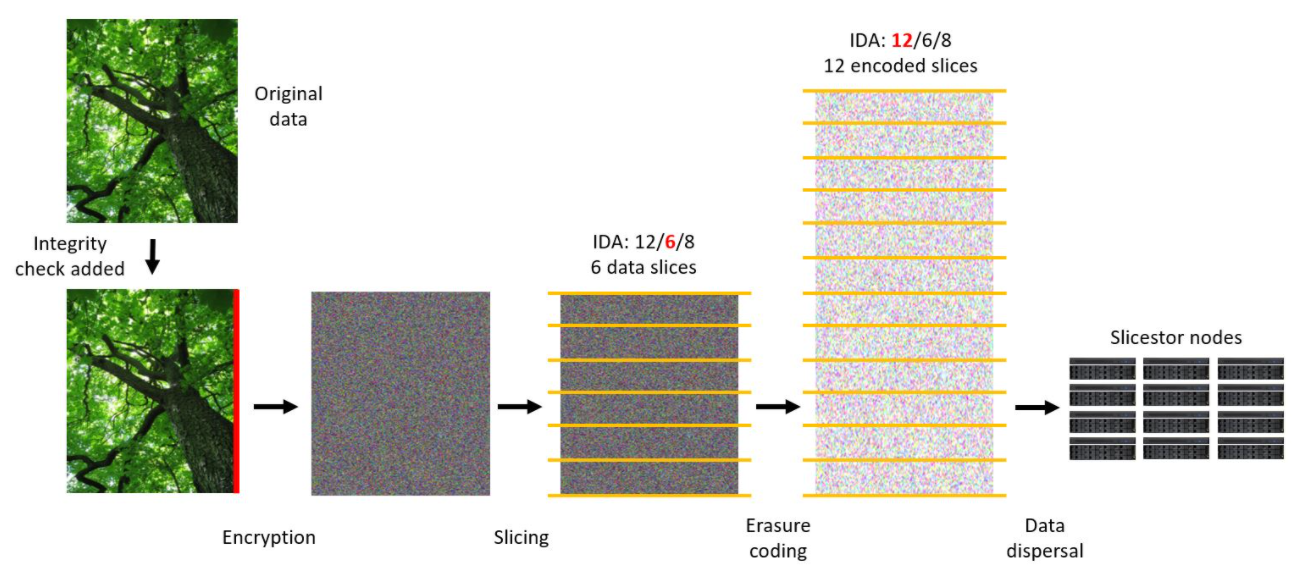 Original
data
Integrity
check added
Encryption
Slicing
IDA: 12/6/8
6 data slices
Erasure
coding
IDA: 12/6/8
12 encoded slices
Data
dispersal
Slicestor nodes